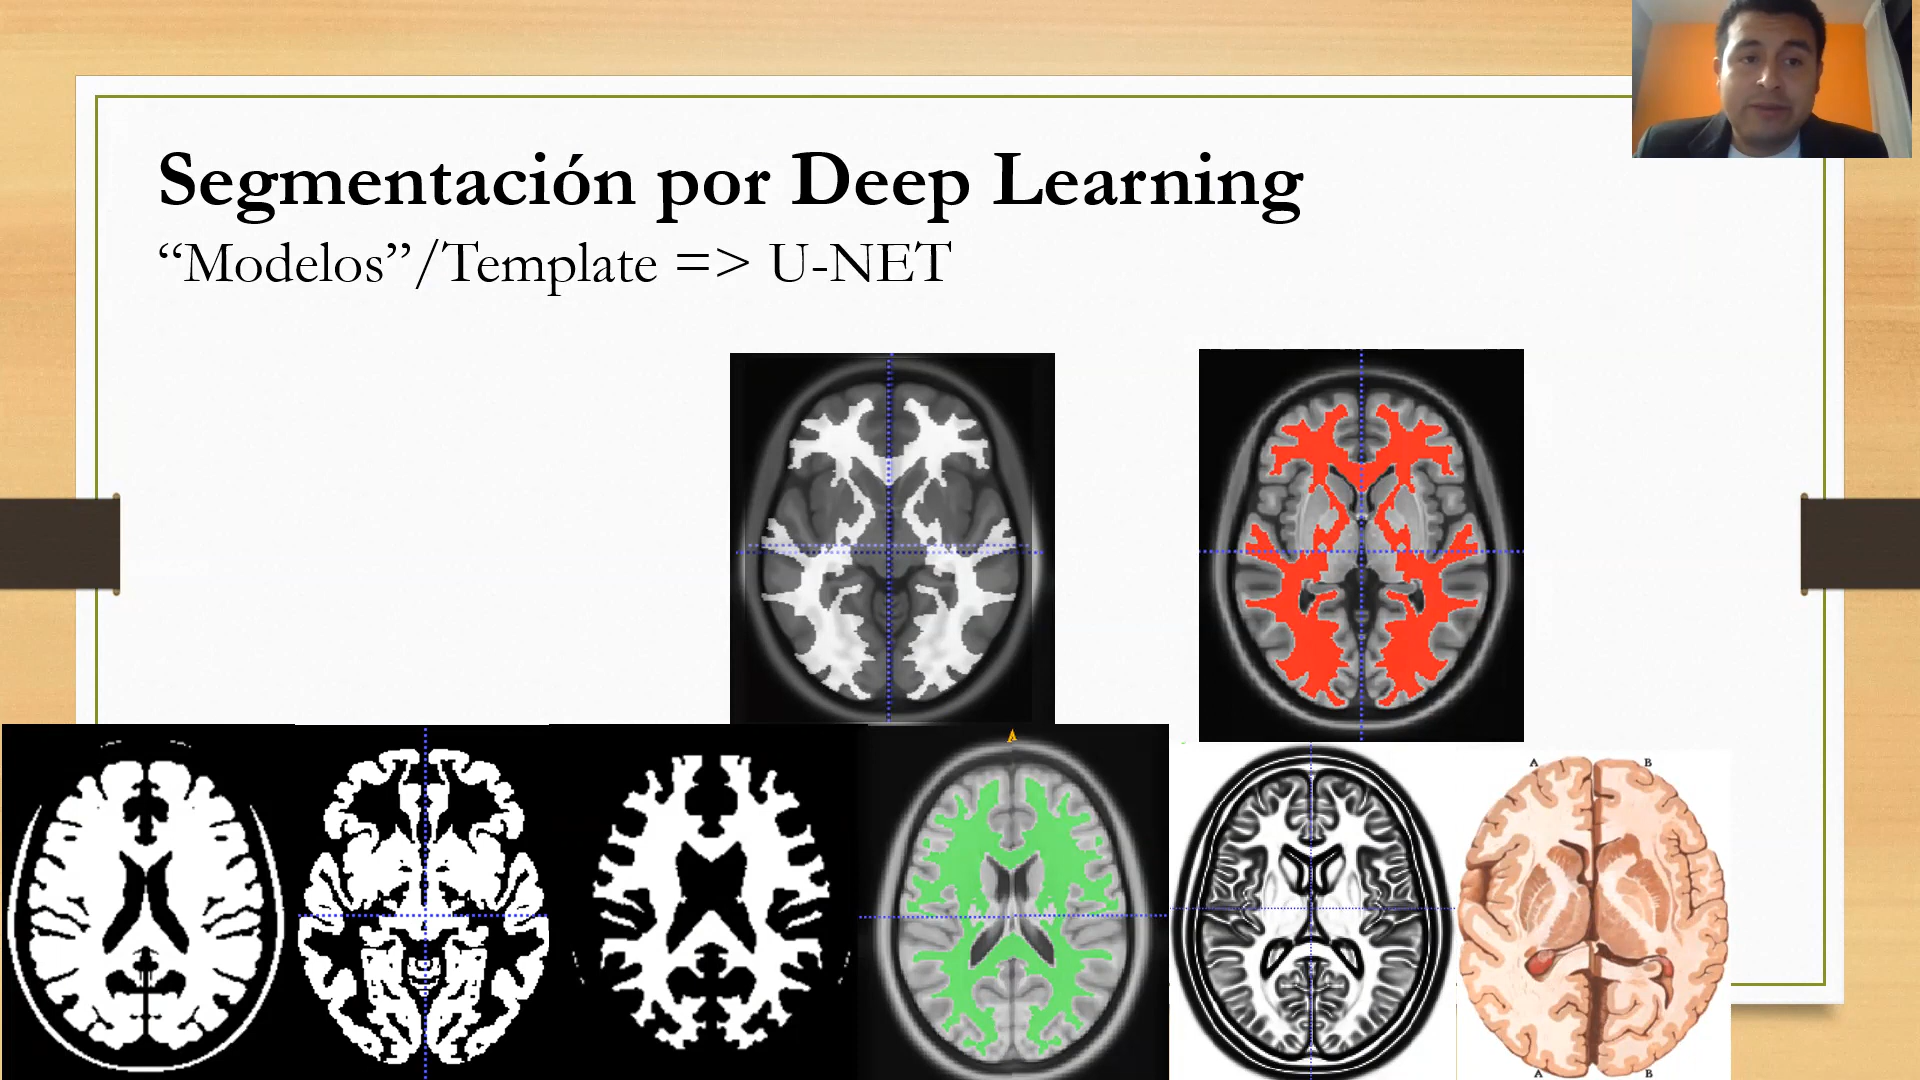 Segmentación por Deep Learning
“Modelos”/Template => U-NET
A
A B
A B